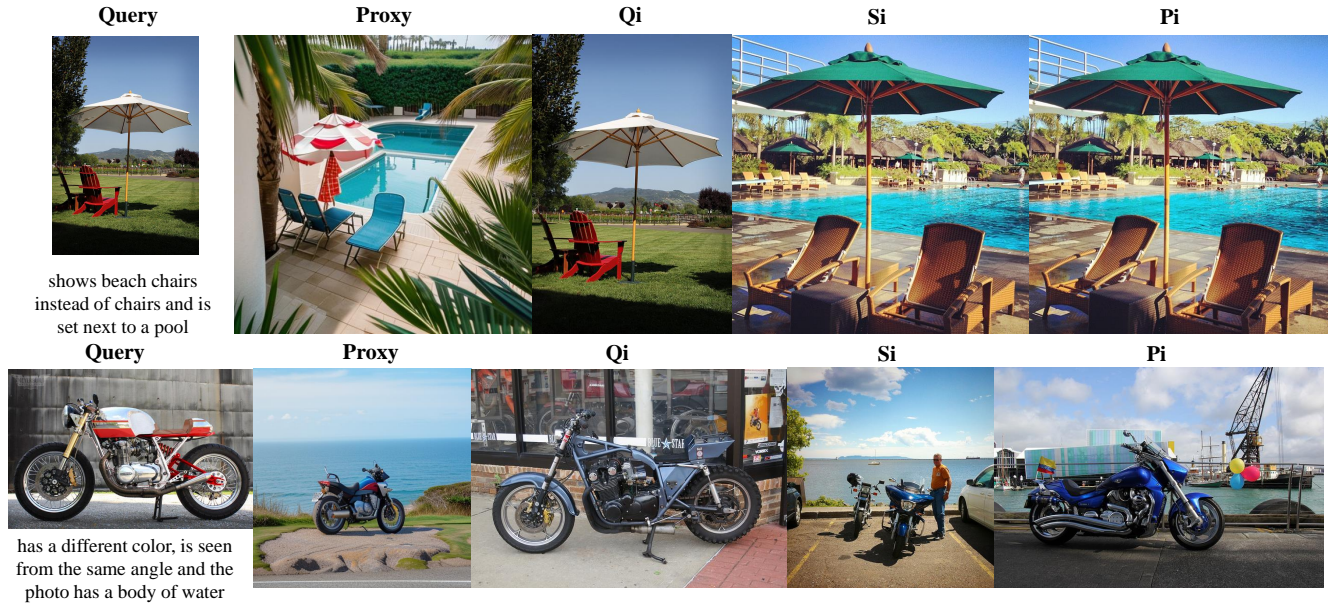 Query
Proxy
Qi
Si
Pi
shows beach chairs
instead of chairs and is
set next to a pool
Query
Proxy
Qi
Si
Pi
BLUE★STAR
has a different color, is seen
from the same angle and the
photo has a body of water